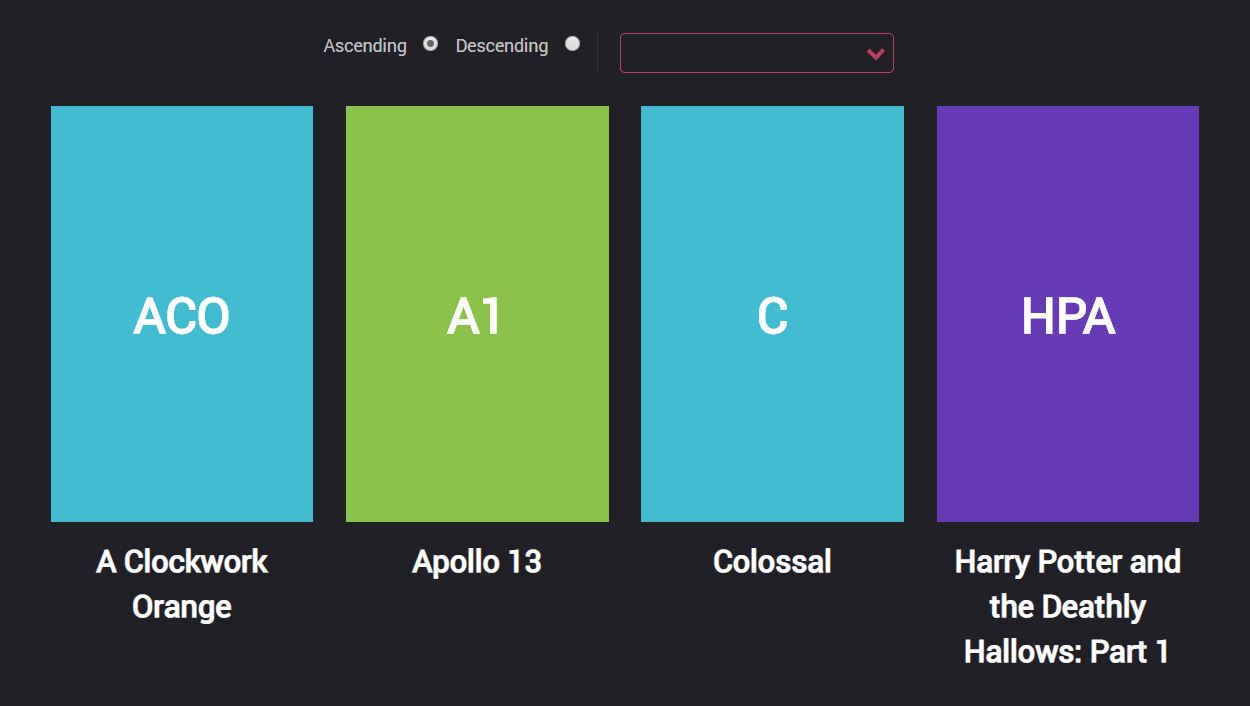 Ascending Descending
ACO A1 C HPA
A Clockwork Apollo 13 Colossal Harry Potter and
Orange the Deathly
Hallows: Part 1